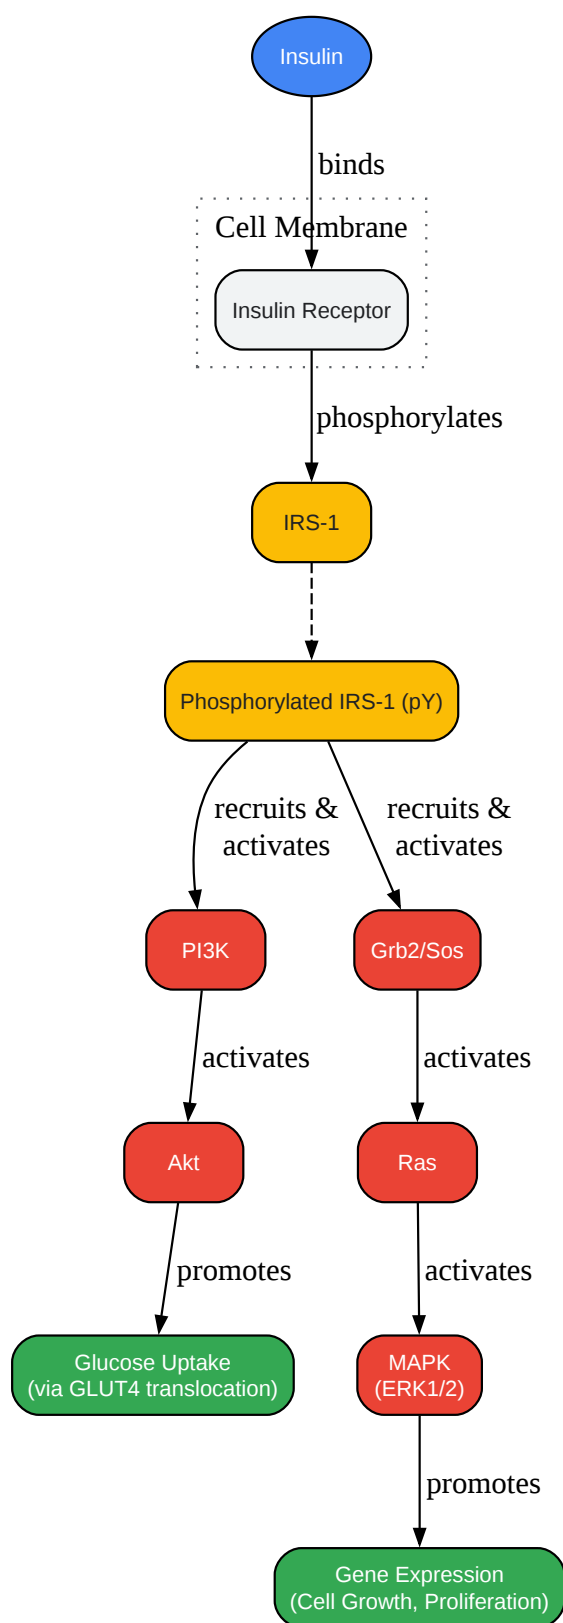 Insulin
binds
Cell Membrane
Insulin Receptor
phosphorylates
IRS-1
Phosphorylated IRS-1 (pY)
recruits &
activates
recruits &
activates
PI3K
Grb2/Sos
activates
activates
Akt
Ras
promotes
activates
Glucose Uptake
(via GLUT4 translocation)
MAPK
(ERK1/2)
promotes
Gene Expression
(Cell Growth, Proliferation)